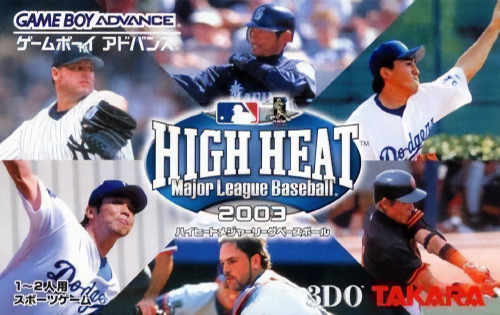 GAME BOY ADVANCE
ゲームボーイ アドバンス
HIGH HEAT™
Major League Baseball
2003
ハイヒートメジャーリーグベースボール
Dodgers
Dodgers
1~2人用
スポーツゲーム
3DO TAKARA